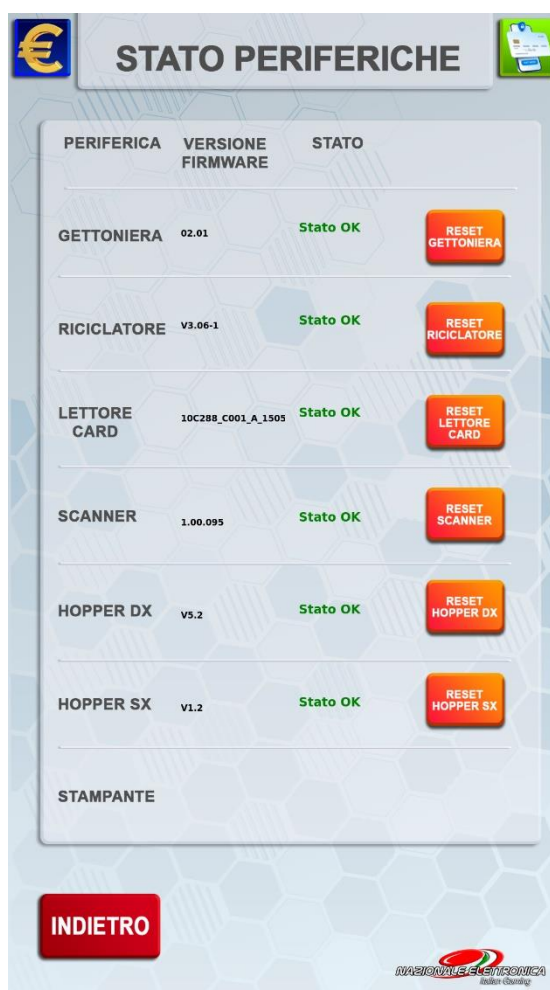 STATO PERIFERICHE
PERIFERICA VERSIONE FIRMWARE STATO
GETTONIERA 02.01 Stato OK RESET GETTONIERA
RICICLATORE V3.06-1 Stato OK RESET RICICLATORE
LETTORE CARD 10C288_C001_A_1505 Stato OK RESET LETTORE CARD
SCANNER 1.00.095 Stato OK RESET SCANNER
HOPPER DX V5.2 Stato OK RESET HOPPER DX
HOPPER SX V1.2 Stato OK RESET HOPPER SX
STAMPANTE
INDIETRO
NAZIONALE ELETTRONICA
Italian Gaming